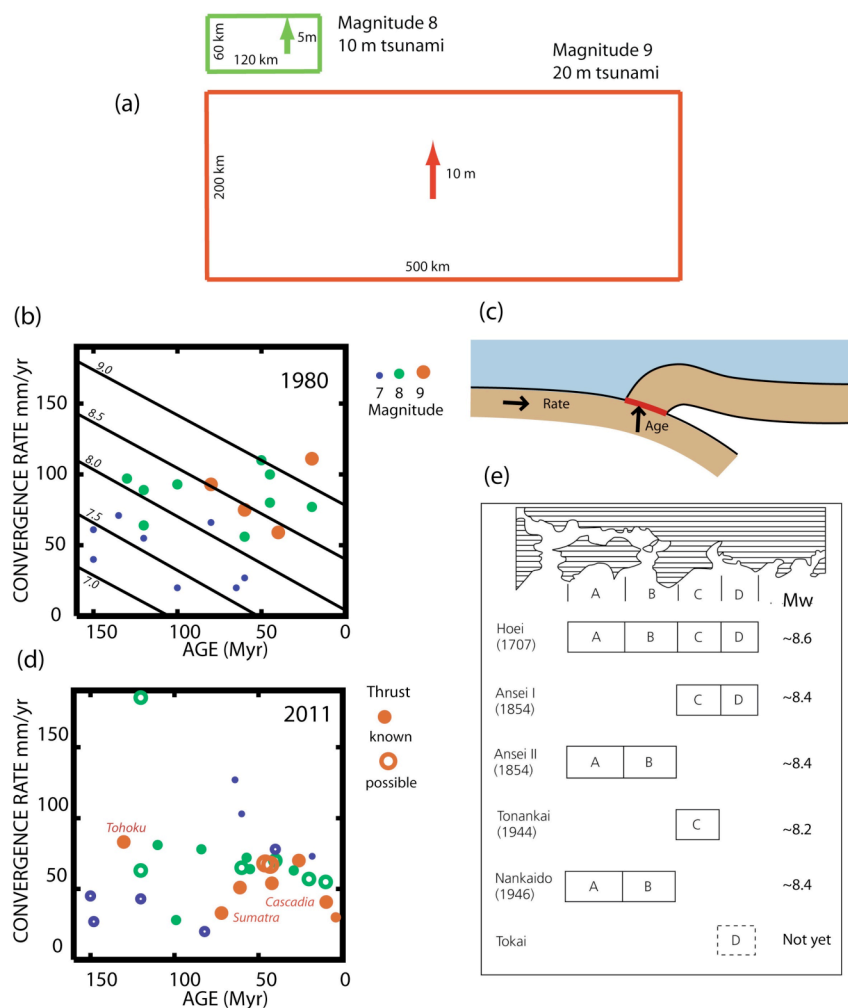 (a)
60 km
5m
120 km
Magnitude 8
10 m tsunami
Magnitude 9
20 m tsunami
200 km
10 m
500 km
(b)
CONVERGENCE RATE mm/yr
150
100
50
0
9.0
8.5
8.0
7.5
7.0
1980
150
100
50
0
AGE (Myr)
7 8 9
Magnitude
(c)
Rate
Age
(d)
CONVERGENCE RATE mm/yr
150
100
50
0
2011
Tohoku
Sumatra
Cascadia
150
100
50
0
AGE (Myr)
Thrust
known
possible
(e)
A B C D Mw
Hoei
(1707)
A B C D ~8.6
Ansei I
(1854)
C D ~8.4
Ansei II
(1854)
A B ~8.4
Tonankai
(1944)
C ~8.2
Nankaido
(1946)
A B ~8.4
Tokai D Not yet